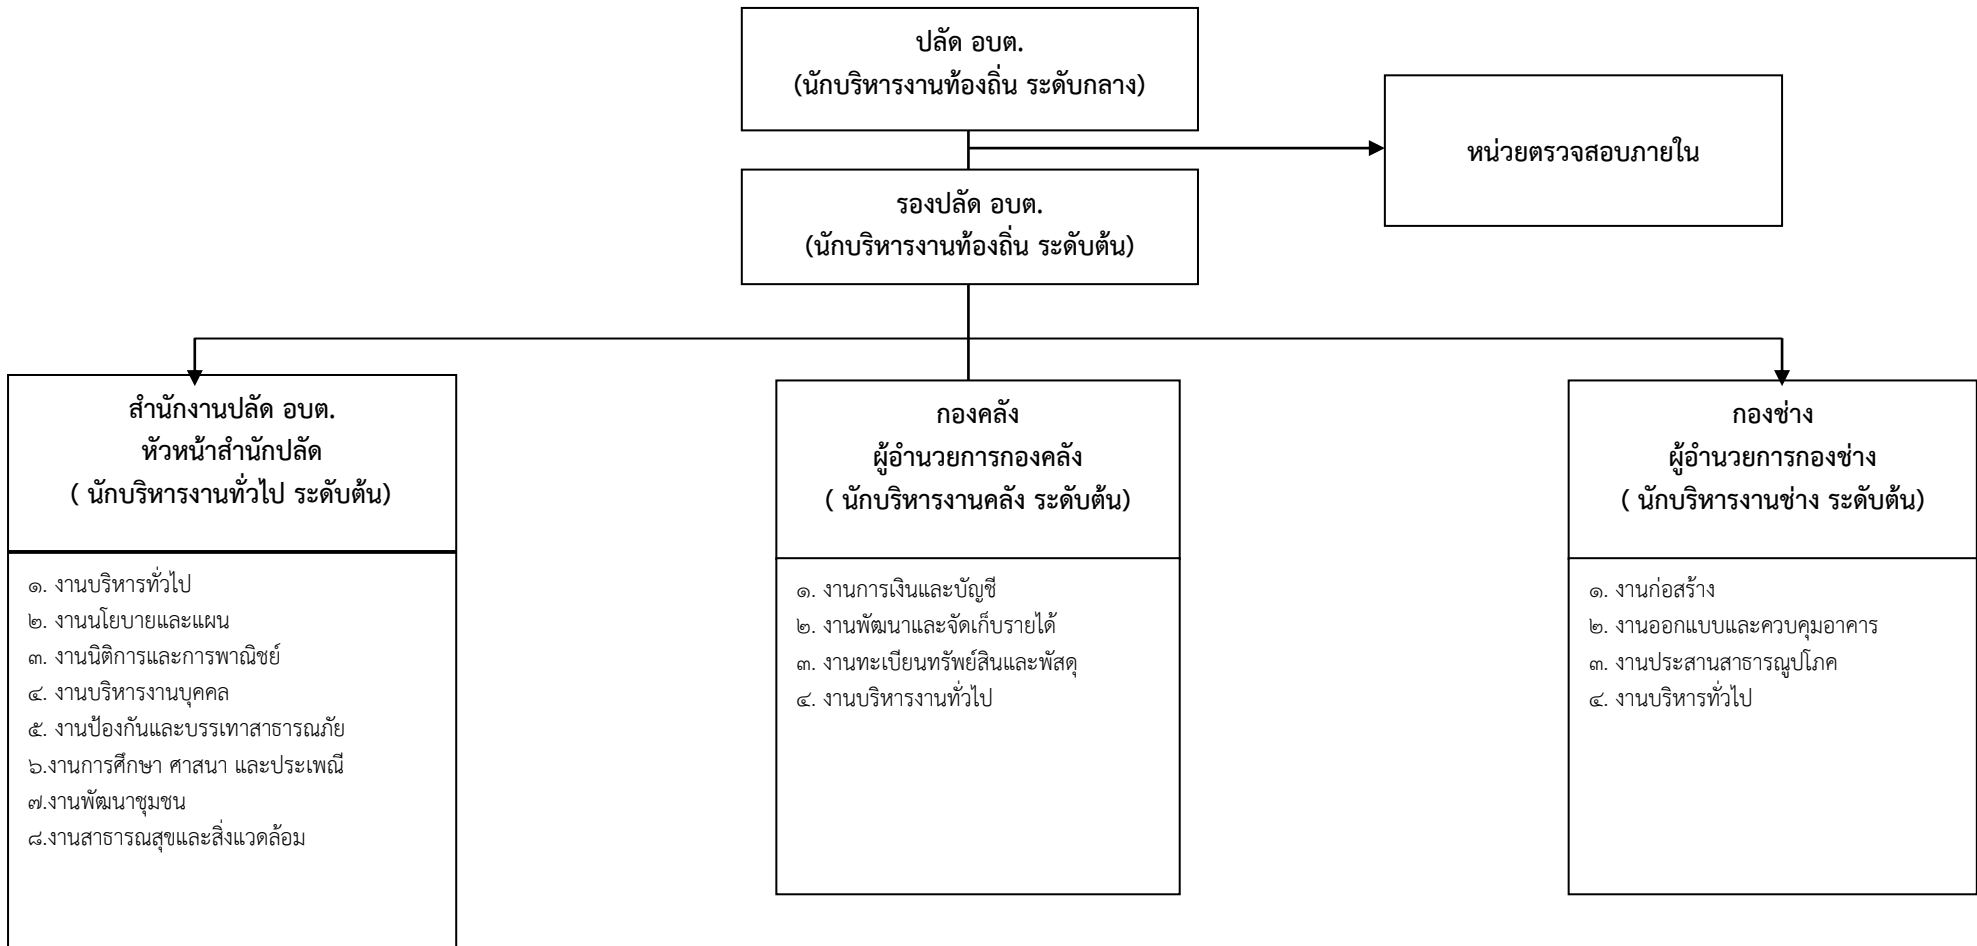 ปลัด อบต.
(นักบริหารงานท้องถิ่น ระดับกลาง)
หน่วยตรวจสอบภายใน
รองปลัด อบต.
(นักบริหารงานท้องถิ่น ระดับต้น)
สำนักงานปลัด อบต.
หัวหน้าสำนักปลัด
( นักบริหารงานทั่วไป ระดับต้น)
๑. งานบริหารทั่วไป
๒. งานนโยบายและแผน
๓. งานนิติการและการพาณิชย์
๔. งานบริหารงานบุคคล
๕. งานป้องกันและบรรเทาสาธารณภัย
๖.งานการศึกษา ศาสนา และประเพณี
๗.งานพัฒนาชุมชน
๘.งานสาธารณสุขและสิ่งแวดล้อม
กองคลัง
ผู้อำนวยการกองคลัง
( นักบริหารงานคลัง ระดับต้น)
๑. งานการเงินและบัญชี
๒. งานพัฒนาและจัดเก็บรายได้
๓. งานทะเบียนทรัพย์สินและพัสดุ
๔. งานบริหารงานทั่วไป
กองช่าง
ผู้อำนวยการกองช่าง
( นักบริหารงานช่าง ระดับต้น)
๑. งานก่อสร้าง
๒. งานออกแบบและควบคุมอาคาร
๓. งานประสานสาธารณูปโภค
๔. งานบริหารทั่วไป